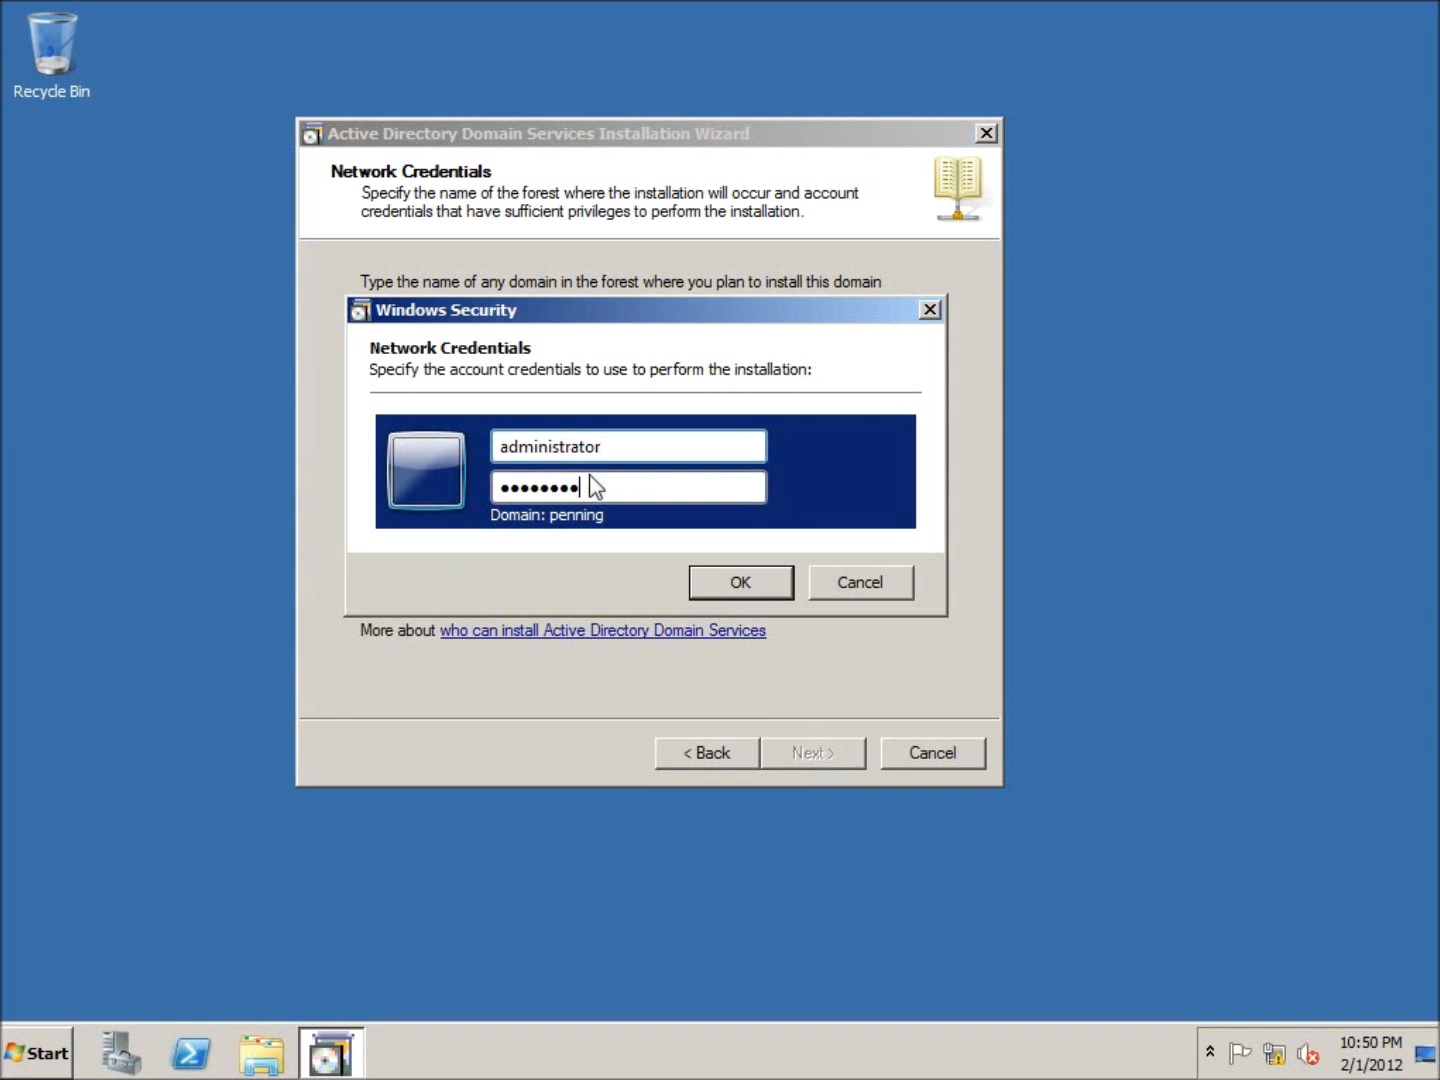 Recycle Bin
Active Directory Domain Services Installation Wizard
Network Credentials
Specify the name of the forest where the installation will occur and account
credentials that have sufficient privileges to perform the installation.
Type the name of any domain in the forest where you plan to install this domain
Windows Security
Network Credentials
Specify the account credentials to use to perform the installation:
administrator
••••••••
Domain: penning
OK
Cancel
More about who can install Active Directory Domain Services
< Back
Next >
Cancel
Start
10:50 PM
2/1/2012